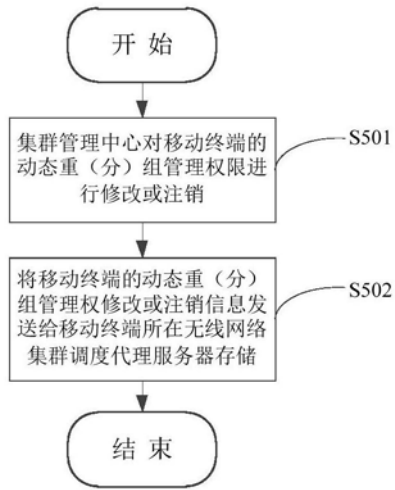 开 始
集群管理中心对移动终端的
动态重（分）组管理权限进
行修改或注销
S501
将移动终端的动态重（分）
组管理权修改或注销信息发
送给移动终端所在无线网络
集群调度代理服务器存储
S502
结 束